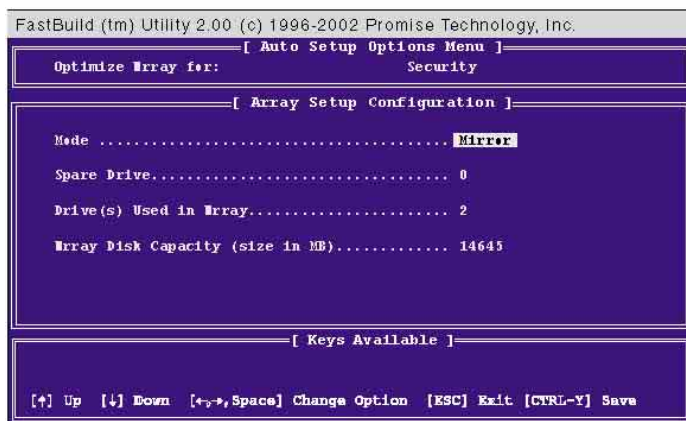 FastBuild (tm) Utility 2.00 (c) 1996-2002 Promise Technology, Inc.
[ Auto Setup Options Menu ]
Optimize Array for: Security
[ Array Setup Configuration ]
Mode ........................................ Mirror
Spare Drive.................................. 0
Drive(s) Used in Array....................... 2
Array Disk Capacity (size in MB)............. 14645
[ Keys Available ]
[↑] Up [↓] Down [←,→,Space] Change Option [ESC] Exit [CTRL-Y] Save